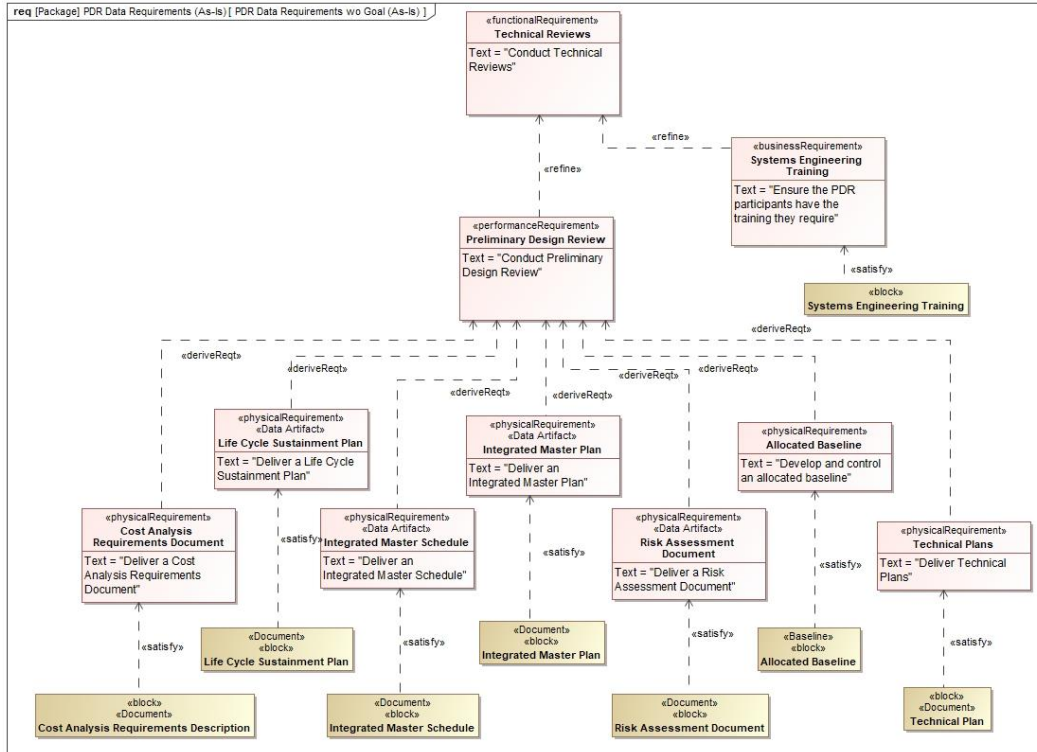 req [Package] PDR Data Requirements (As-Is) [ PDR Data Requirements wo Goal (As-Is) ]
«functionalRequirement»
Technical Reviews
Text = "Conduct Technical
Reviews"
«refine»
«refine»
«businessRequirement»
Systems Engineering
Training
Text = "Ensure the PDR
participants have the
training they require"
«performanceRequirement»
Preliminary Design Review
Text = "Conduct Preliminary
Design Review"
«satisfy»
«block»
Systems Engineering Training
«deriveReqt»
«deriveReqt»
«deriveReqt»
«deriveReqt»
«deriveReqt»
«deriveReqt»
«deriveReqt»
«physicalRequirement»
«Data Artifact»
Life Cycle Sustainment Plan
Text = "Deliver a Life Cycle
Sustainment Plan"
«physicalRequirement»
«Data Artifact»
Integrated Master Plan
Text = "Deliver an
Integrated Master Plan"
«physicalRequirement»
Allocated Baseline
Text = "Develop and control
an allocated baseline"
«physicalRequirement»
Cost Analysis
Requirements Document
Text = "Deliver a Cost
Analysis Requirements
Document"
«satisfy»
«physicalRequirement»
«Data Artifact»
Integrated Master Schedule
Text = "Deliver an
Integrated Master Schedule"
«satisfy»
«physicalRequirement»
«Data Artifact»
Risk Assessment
Document
Text = "Deliver a Risk
Assessment Document"
«satisfy»
«physicalRequirement»
Technical Plans
Text = "Deliver Technical
Plans"
«satisfy»
«Document»
«block»
Life Cycle Sustainment Plan
«satisfy»
«Document»
«block»
Integrated Master Plan
«satisfy»
«Baseline»
«block»
Allocated Baseline
«satisfy»
«block»
«Document»
Cost Analysis Requirements Description
«Document»
«block»
Integrated Master Schedule
«Document»
«block»
Risk Assessment Document
«block»
«Document»
Technical Plan